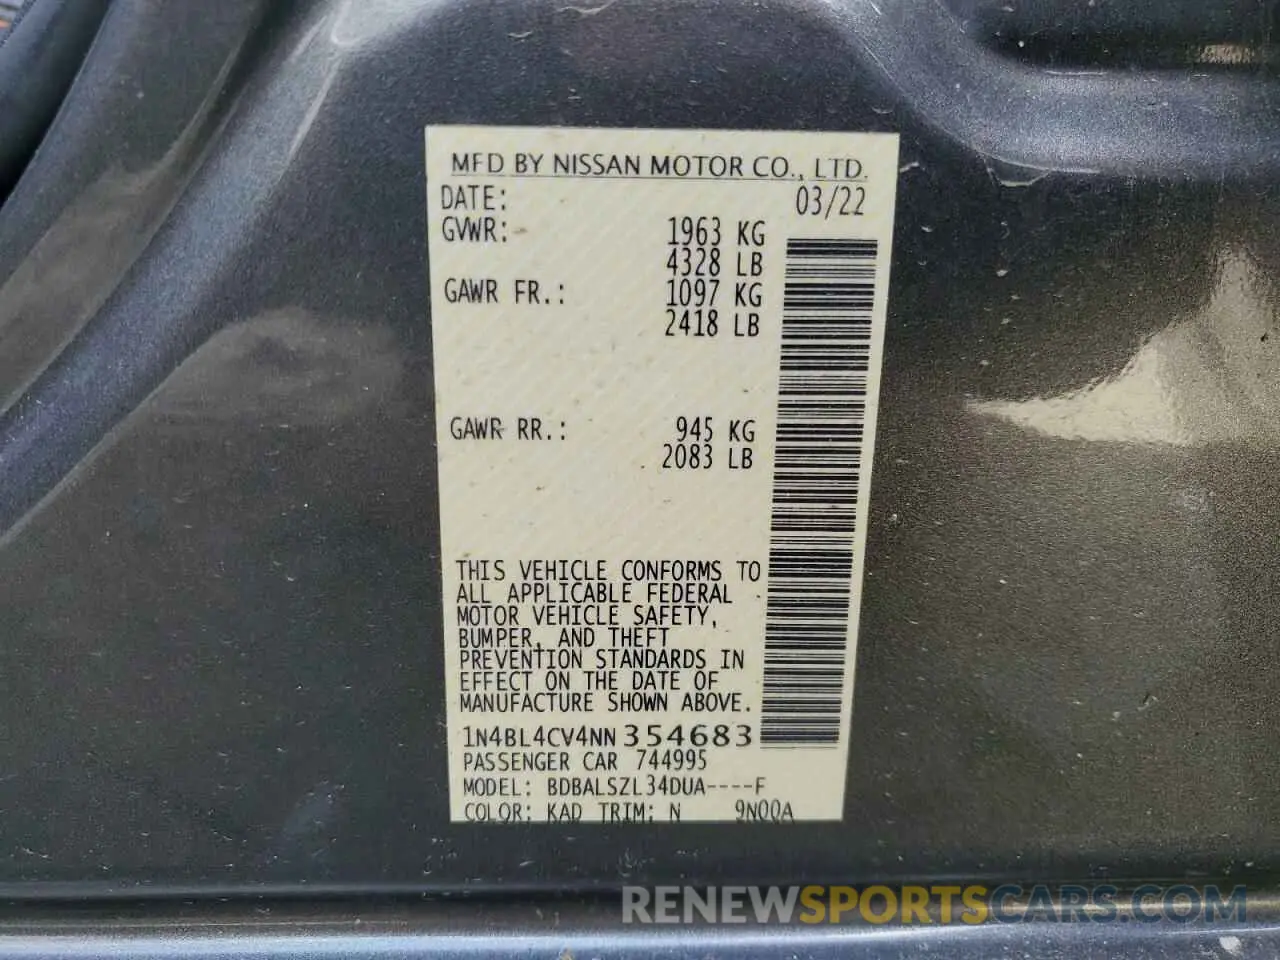 MFD BY NISSAN MOTOR CO., LTD.
DATE: 03/22
GVWR: 1963 KG
4328 LB
GAWR FR.: 1097 KG
2418 LB
GAWR RR.: 945 KG
2083 LB
THIS VEHICLE CONFORMS TO
ALL APPLICABLE FEDERAL
MOTOR VEHICLE SAFETY,
BUMPER, AND THEFT
PREVENTION STANDARDS IN
EFFECT ON THE DATE OF
MANUFACTURE SHOWN ABOVE.
1N4BL4CV4NN354683
PASSENGER CAR 744995
MODEL: BDBALSZL34DUA----F
COLOR: KAD TRIM: N 9N00A
RENEWSPORTSCARS.COM